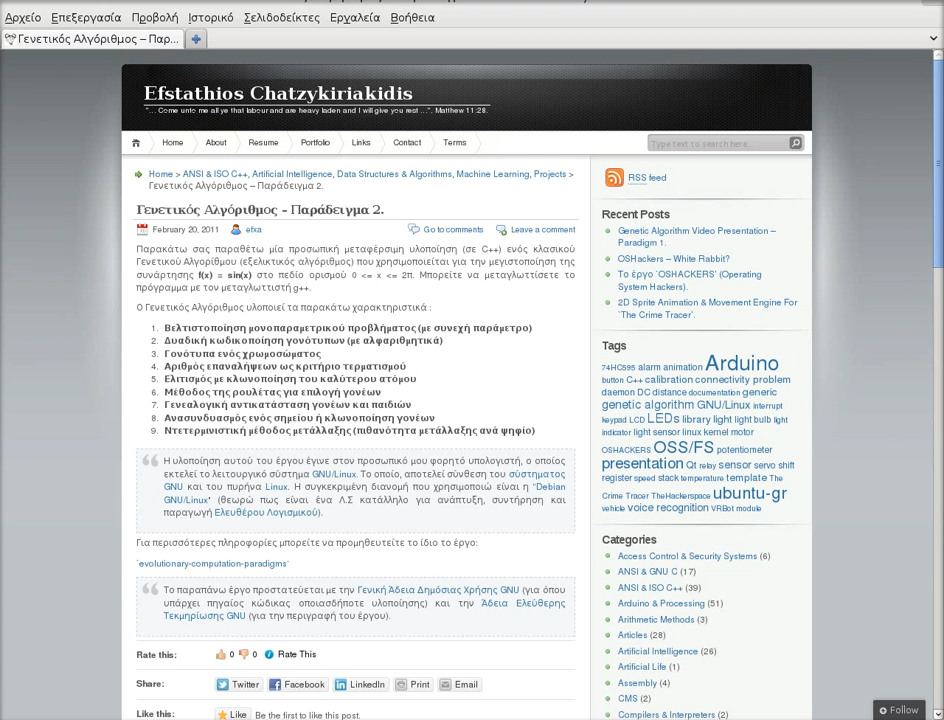 Αρχείο Επεξεργασία Προβολή Ιστορικό Σελιδοδείκτες Εργαλεία Βοήθεια
Γενετικός Αλγόριθμος – Παρ...
Efstathios Chatzykiriakidis
"... Come unto me all ye that labour and are heavy laden and I will give you rest ...". Matthew 11:28.
Home About Resume Portfolio Links Contact Terms
Type text to search here...
Home > ANSI & ISO C++, Artificial Intelligence, Data Structures & Algorithms, Machine Learning, Projects >
Γενετικός Αλγόριθμος – Παράδειγμα 2.
Γενετικός Αλγόριθμος – Παράδειγμα 2.
February 20, 2011 efxa Go to comments Leave a comment
Παρακάτω σας παραθέτω μία προσωπική μεταφέρσιμη υλοποίηση (σε C++) ενός κλασικού
Γενετικού Αλγορίθμου (εξελικτικός αλγόριθμος) που χρησιμοποιείται για την μεγιστοποίηση της
συνάρτησης f(x) = sin(x) στο πεδίο ορισμού 0 <= x <= 2π. Μπορείτε να μεταγλωττίσετε το
πρόγραμμα με τον μεταγλωττιστή g++.
Ο Γενετικός Αλγόριθμος υλοποιεί τα παρακάτω χαρακτηριστικά :
1. Βελτιστοποίηση μονοπαραμετρικού προβλήματος (με συνεχή παράμετρο)
2. Δυαδική κωδικοποίηση γονότυπων (με αλφαριθμητικά)
3. Γονότυπα ενός χρωμοσώματος
4. Αριθμός επαναλήψεων ως κριτήριο τερματισμού
5. Ελιτισμός με κλωνοποίηση του καλύτερου ατόμου
6. Μέθοδος της ρουλέτας για επιλογή γονέων
7. Γενεαλογική αντικατάσταση γονέων και παιδιών
8. Ανασυνδυασμός ενός σημείου ή κλωνοποίηση γονέων
9. Ντετερμινιστική μέθοδος μετάλλαξης (πιθανότητα μετάλλαξης ανά ψηφίο)
Η υλοποίηση αυτού του έργου έγινε στον προσωπικό μου φορητό υπολογιστή, ο οποίος
εκτελεί το λειτουργικό σύστημα GNU/Linux. Το οποίο, αποτελεί σύνθεση του σύστηματος
GNU και του πυρήνα Linux. Η συγκεκριμένη διανομή που χρησιμοποιώ είναι η "Debian
GNU/Linux" (θεωρώ πως είναι ένα Λ.Σ κατάλληλο για ανάπτυξη, συντήρηση και
παραγωγή Ελευθέρου Λογισμικού).
Για περισσότερες πληροφορίες μπορείτε να προμηθευτείτε το ίδιο το έργο:
`evolutionary-computation-paradigms'
Το παραπάνω έργο προστατεύεται με την Γενική Άδεια Δημόσιας Χρήσης GNU (για όπου
υπάρχει πηγαίος κώδικας οποιασδήποτε υλοποίησης) και την Άδεια Ελεύθερης
Τεκμηρίωσης GNU (για την περιγραφή του έργου).
Rate this: 0 0 Rate This
Share: Twitter Facebook LinkedIn Print Email
Like this: Like Be the first to like this post.
RSS feed
Recent Posts
Genetic Algorithm Video Presentation –
Paradigm 1.
OSHackers – White Rabbit?
Το έργο `OSHACKERS' (Operating
System Hackers).
2D Sprite Animation & Movement Engine For
`The Crime Tracer'.
Tags
74HC595 alarm animation Arduino
button C++ calibration connectivity problem
daemon DC distance documentation generic
genetic algorithm GNU/Linux interrupt
keypad LCD LEDs library light light bulb light
indicator light sensor linux kernel motor
OSHACKERS OSS/FS potentiometer
presentation Qt relay sensor servo shift
register speed stack temperature template The
Crime Tracer TheHackerspace ubuntu-gr
vehicle voice recognition VRBot module
Categories
Access Control & Security Systems (6)
ANSI & GNU C (17)
ANSI & ISO C++ (39)
Arduino & Processing (51)
Arithmetic Methods (3)
Articles (28)
Artificial Intelligence (26)
Artificial Life (1)
Assembly (4)
CMS (2)
Compilers & Interpreters (2)
Follow